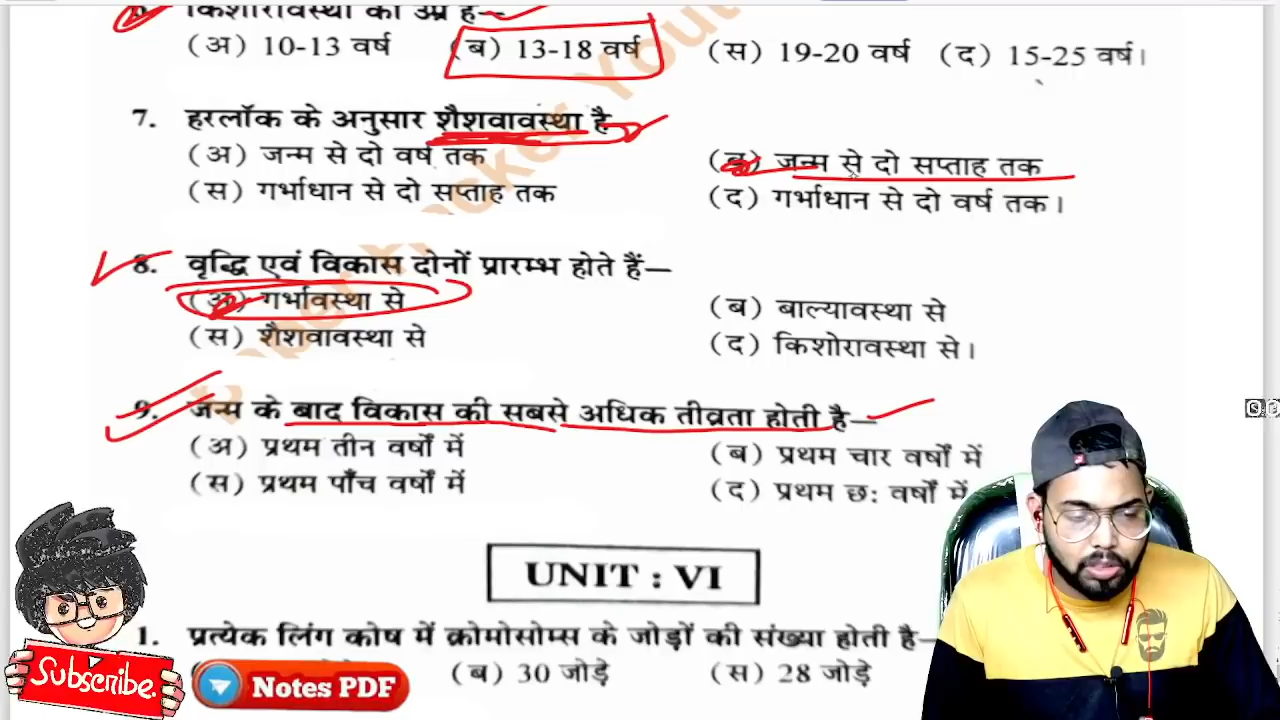 किशोरावस्था की उम्र है—
(अ) 10-13 वर्ष (ब) 13-18 वर्ष (स) 19-20 वर्ष (द) 15-25 वर्ष।
7. हरलॉक के अनुसार शैशवावस्था है
(अ) जन्म से दो वर्ष तक (ब) जन्म से दो सप्ताह तक
(स) गर्भाधान से दो सप्ताह तक (द) गर्भाधान से दो वर्ष तक।
8. वृद्धि एवं विकास दोनों प्रारम्भ होते हैं—
(अ) गर्भावस्था से (ब) बाल्यावस्था से
(स) शैशवावस्था से (द) किशोरावस्था से।
9. जन्म के बाद विकास की सबसे अधिक तीव्रता होती है—
(अ) प्रथम तीन वर्षों में (ब) प्रथम चार वर्षों में
(स) प्रथम पाँच वर्षों में (द) प्रथम छः वर्षों में
UNIT : VI
1. प्रत्येक लिंग कोष में क्रोमोसोम्स के जोड़ों की संख्या होती है—
(ब) 30 जोड़े (स) 28 जोड़े
Notes PDF
Subscribe.